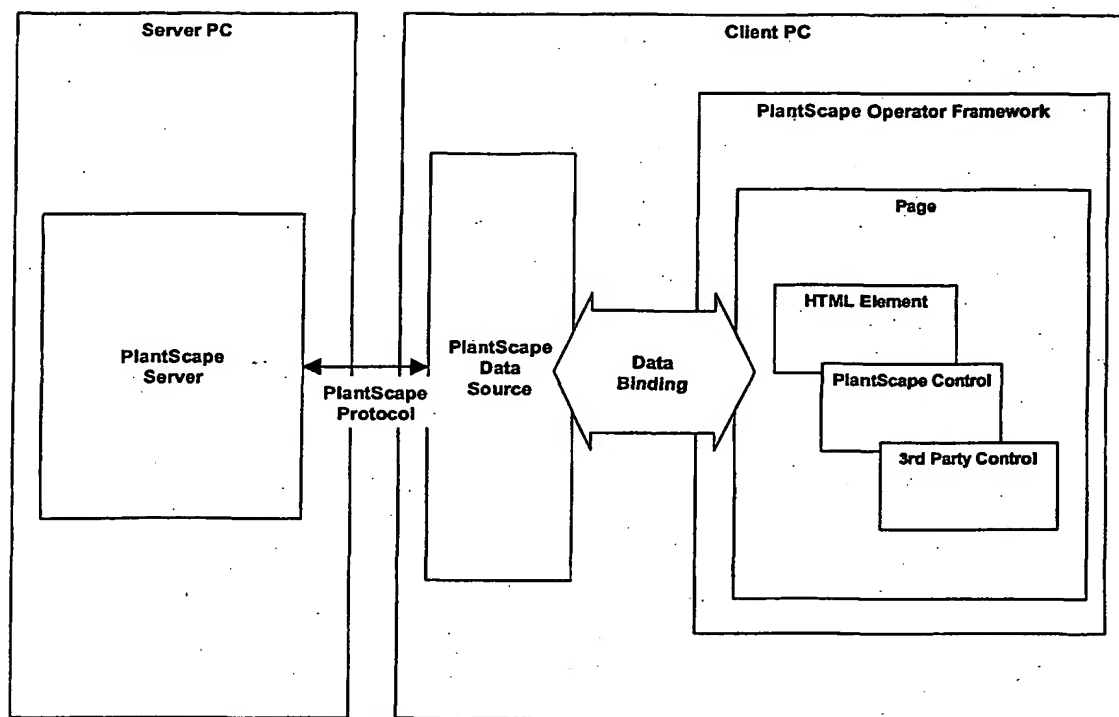 Server PC
Client PC
PlantScape Operator Framework
Page
HTML Element
PlantScape Control
3rd Party Control
PlantScape
Server
PlantScape
Protocol
PlantScape
Data
Source
Data
Binding